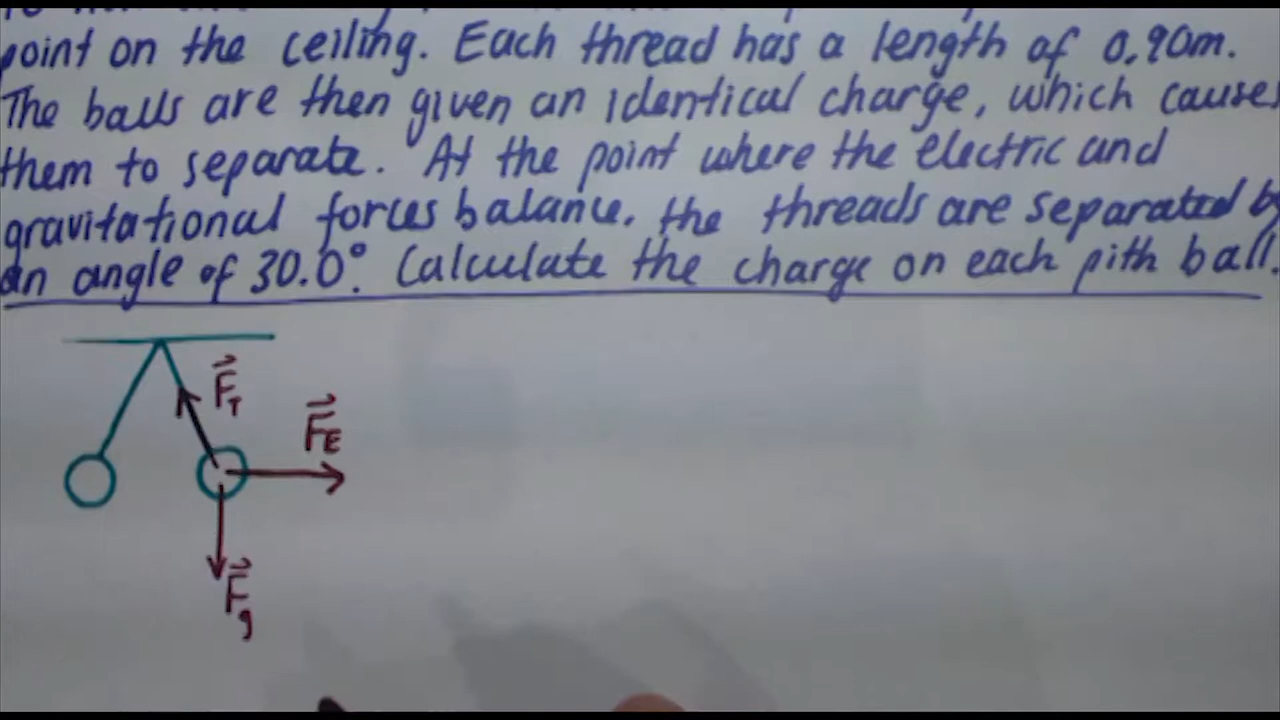 point on the ceiling. Each thread has a length of 0.90m.
The balls are then given an identical charge, which causes
them to separate. At the point where the electric and
gravitational forces balance, the threads are separated by
an angle of 30.0°. Calculate the charge on each pith ball.
F⃗T
F⃗E
F⃗g